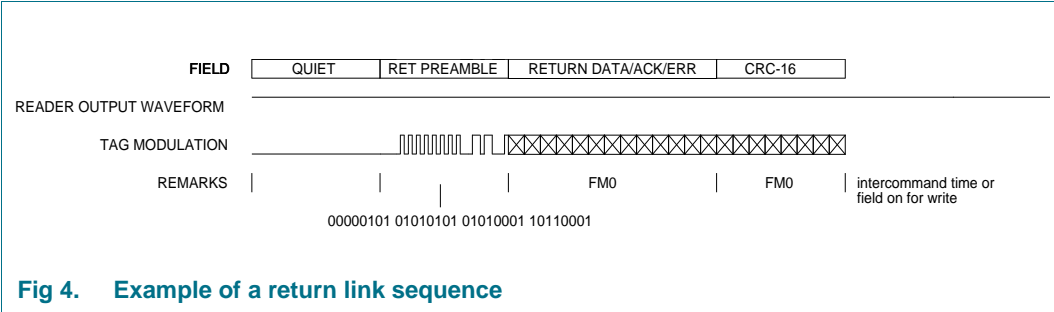 FIELD QUIET RET PREAMBLE RETURN DATA/ACK/ERR CRC-16
READER OUTPUT WAVEFORM
TAG MODULATION
REMARKS FM0 FM0 intercommand time or
field on for write
00000101 01010101 01010001 10110001
Fig 4. Example of a return link sequence